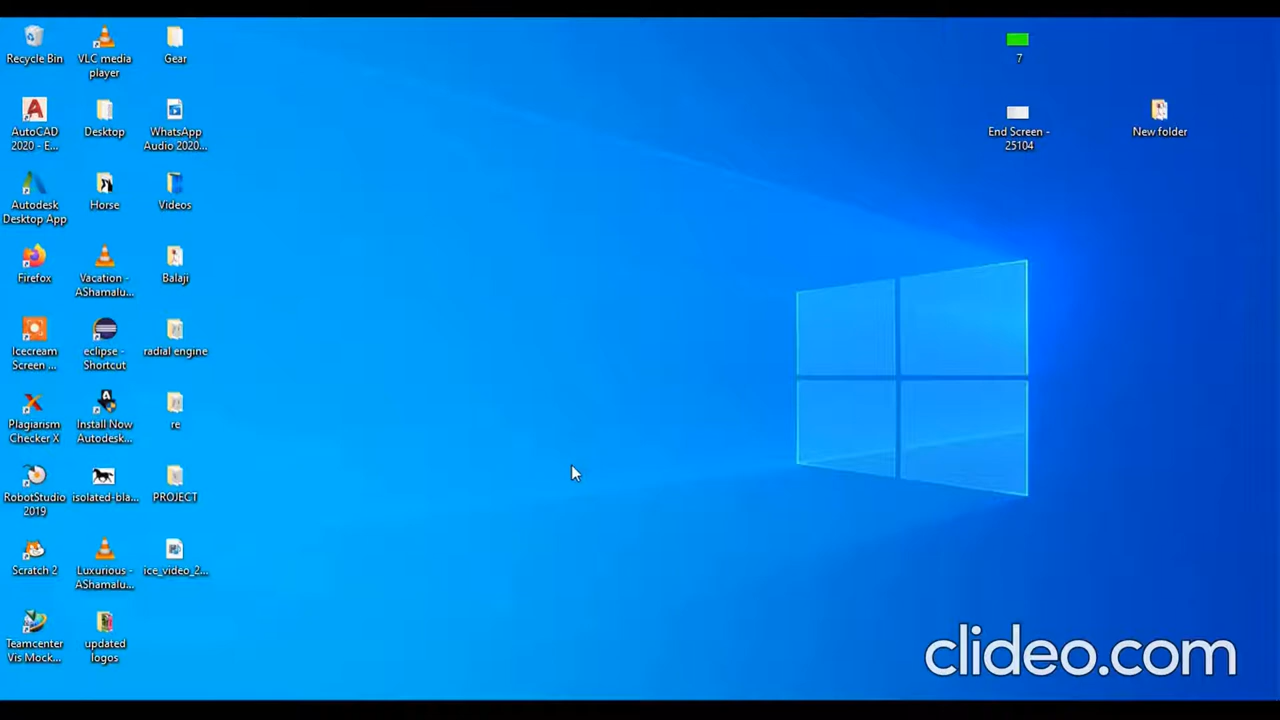 Recycle Bin
VLC media
player
Gear
7
AutoCAD
2020 - E...
Desktop
WhatsApp
Audio 2020...
End Screen -
25104
New folder
Autodesk
Desktop App
Horse
Videos
Firefox
Vacation -
AShamalu...
Balaji
Icecream
Screen ...
eclipse -
Shortcut
radial engine
Plagiarism
Checker X
Install Now
Autodesk...
re
RobotStudio
2019
isolated-bla...
PROJECT
Scratch 2
Luxurious -
AShamalu...
ice_video_2...
Teamcenter
Vis Mock...
updated
logos
clideo.com